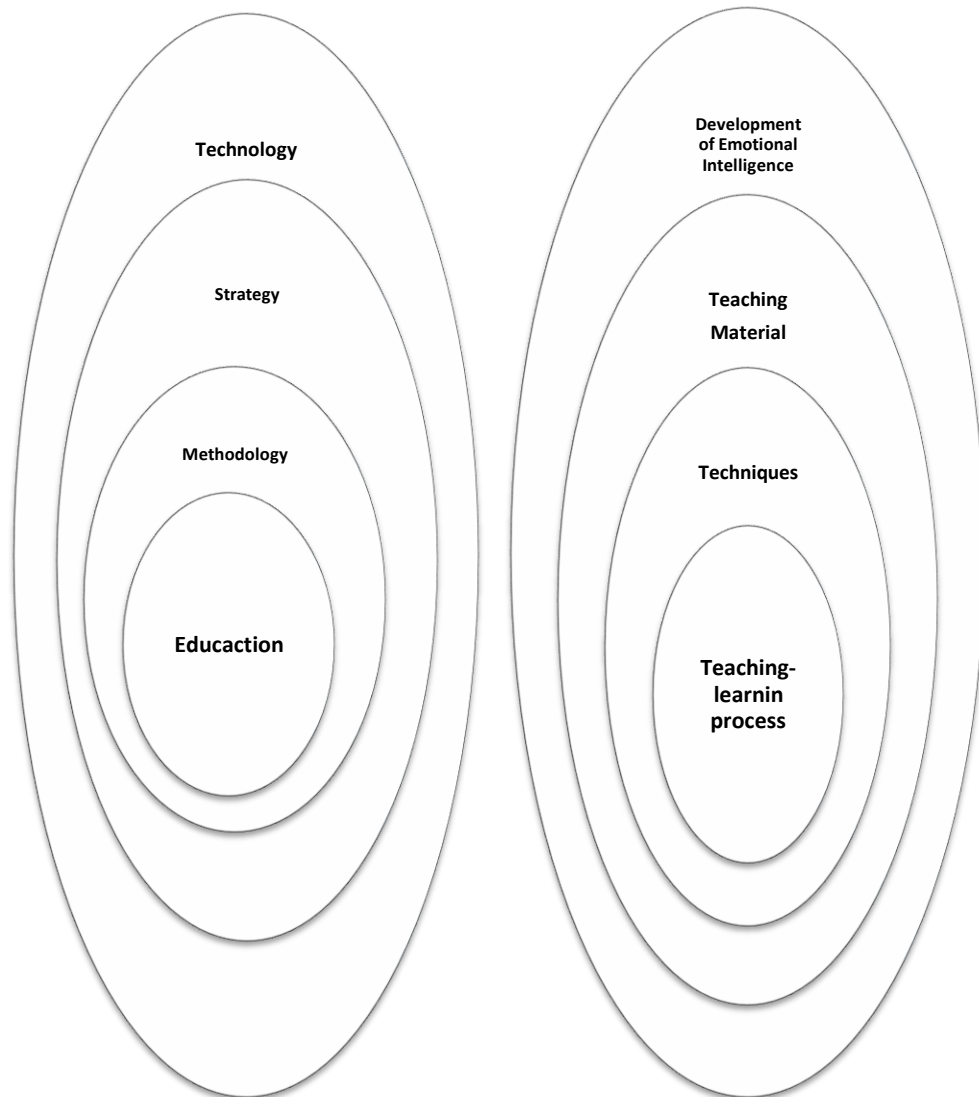 Technology
Strategy
Methodology
Educaction
Development
of Emotional
Intelligence
Teaching
Material
Techniques
Teaching-
learnin
process